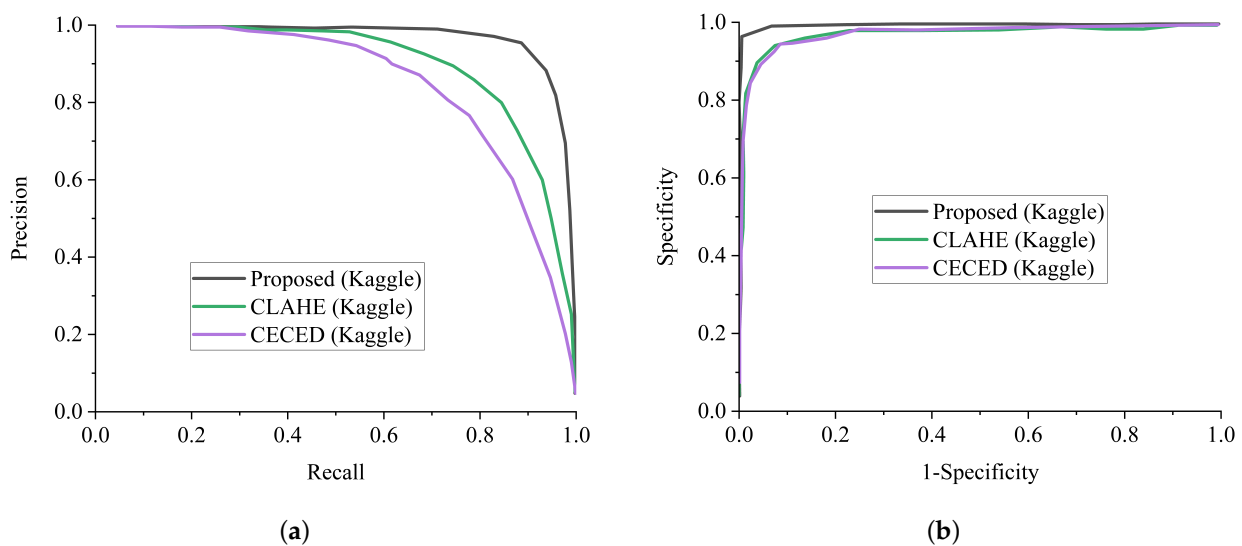 1.0
0.8
0.6
0.4
0.2
0.0
Precision
Proposed (Kaggle)
CLAHE (Kaggle)
CECED (Kaggle)
0.0 0.2 0.4 0.6 0.8 1.0
Recall
(a)
1.0
0.8
0.6
0.4
0.2
0.0
Specificity
Proposed (Kaggle)
CLAHE (Kaggle)
CECED (Kaggle)
0.0 0.2 0.4 0.6 0.8 1.0
1-Specificity
(b)